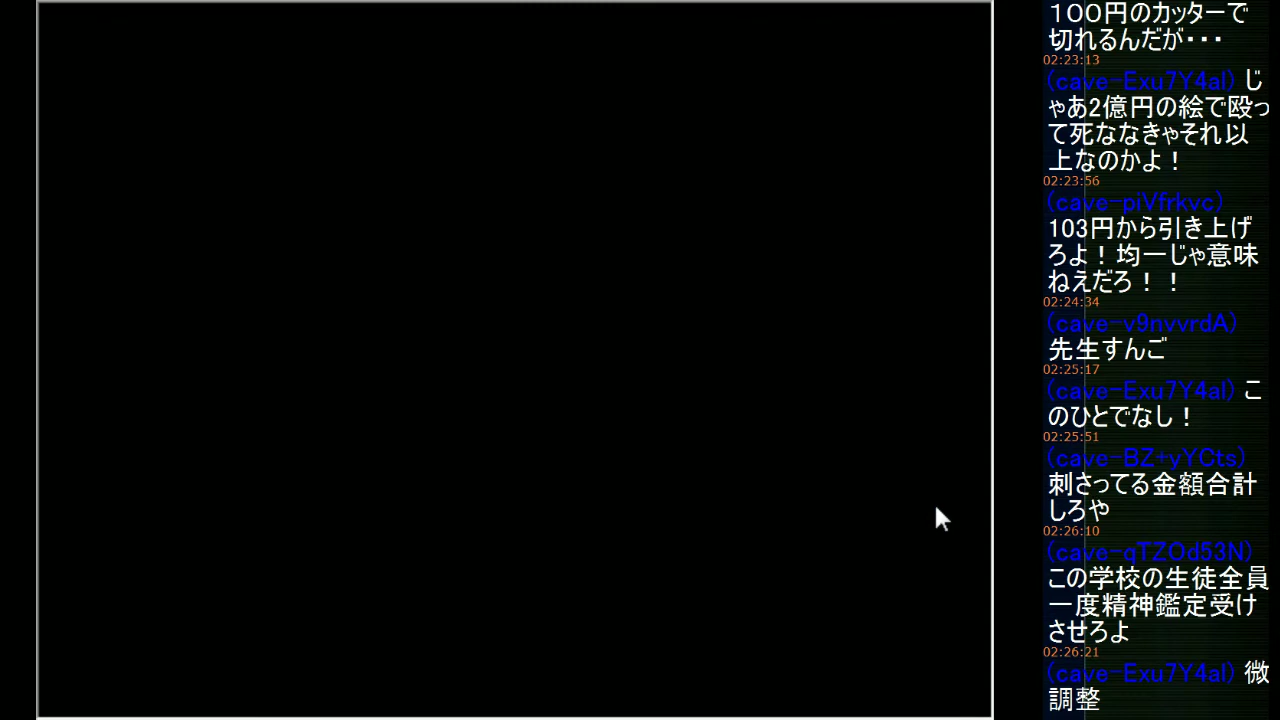 １００円のカッターで
切れるんだが・・・
02:23:13
(cave-Exu7Y4al) じ
ゃあ2億円の絵で殴っ
て死ななきゃそれ以
上なのかよ！
02:23:56
(cave-piVfrkvc)
103円から引き上げ
ろよ！均一じゃ意味
ねえだろ！！
02:24:34
(cave-v9nvvrdA)
先生すんご
02:25:17
(cave-Exu7Y4al) こ
のひとでなし！
02:25:51
(cave-BZ+yYCts)
刺さってる金額合計
しろや
02:26:10
(cave-qTZOd53N)
この学校の生徒全員
一度精神鑑定受け
させろよ
02:26:21
(cave-Exu7Y4al) 微
調整